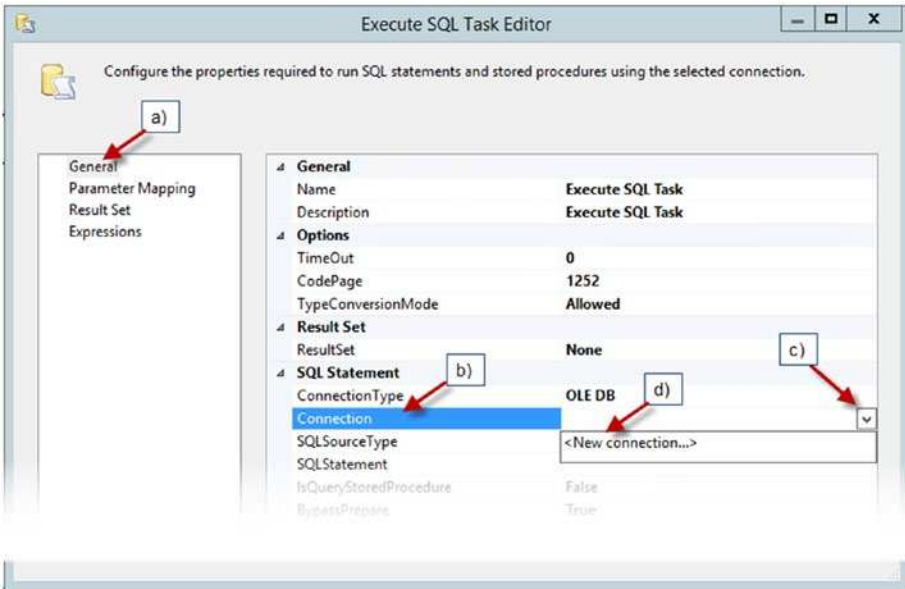 Execute SQL Task Editor
Configure the properties required to run SQL statements and stored procedures using the selected connection.
a)
General
Parameter Mapping
Result Set
Expressions
General
Name Execute SQL Task
Description Execute SQL Task
Options
TimeOut 0
CodePage 1252
TypeConversionMode Allowed
Result Set
ResultSet None
c)
SQL Statement
b)
ConnectionType OLE DB
d)
Connection
SQLSourceType <New connection...>
SQLStatement
IsQueryStoredProcedure False
BypassPrepare True